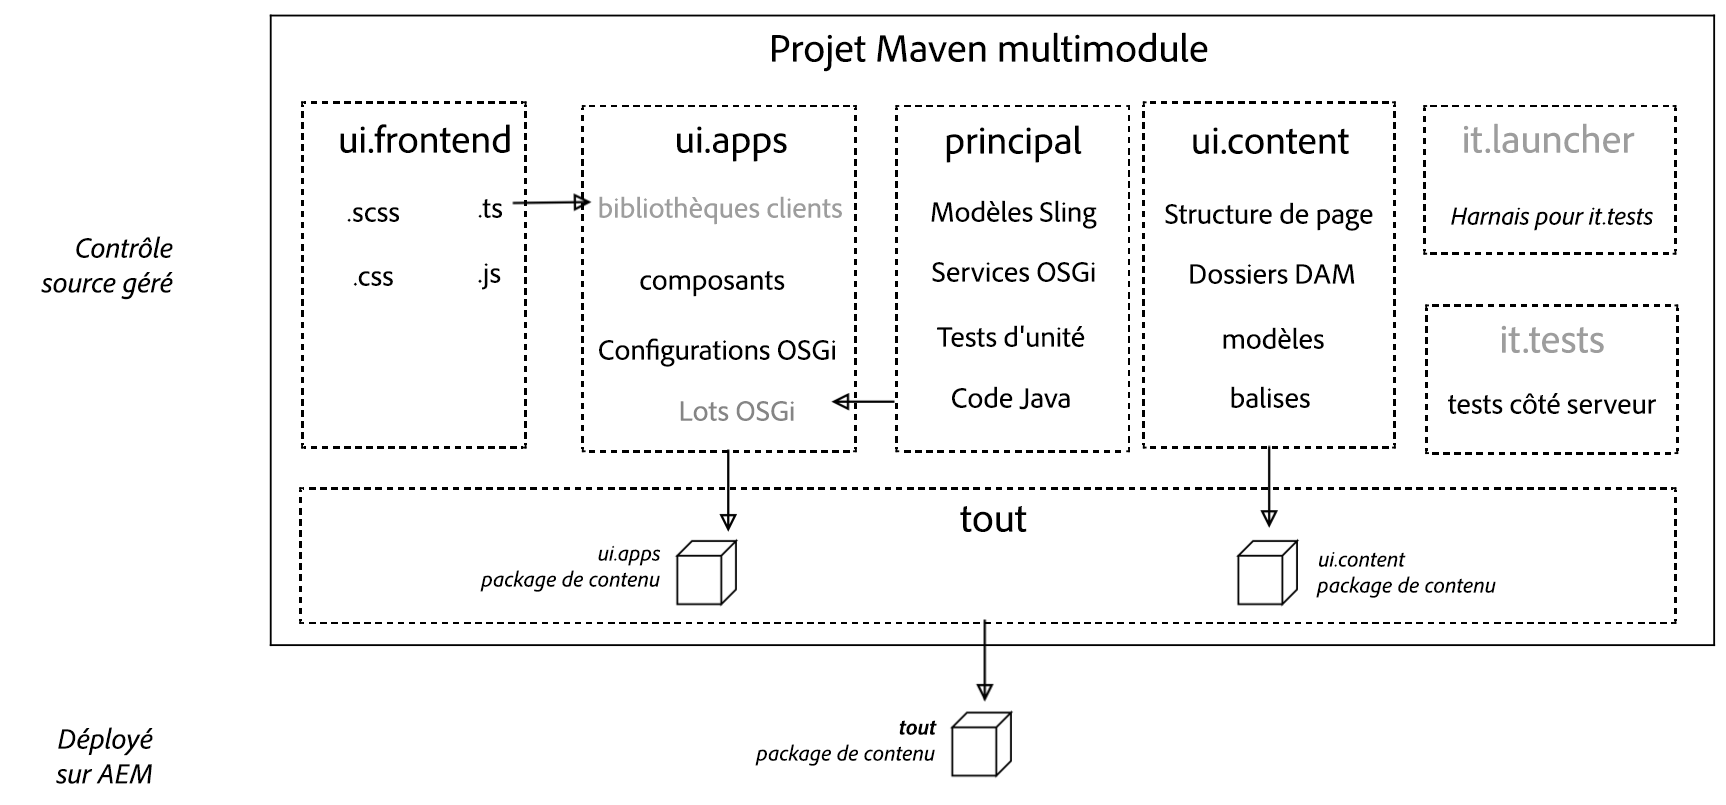 Projet Maven multimodule
Contrôle
source géré
ui.frontend
.scss
.ts
.css
.js
ui.apps
bibliothèques clients
composants
Configurations OSGi
Lots OSGi
principal
Modèles Sling
Services OSGi
Tests d'unité
Code Java
ui.content
Structure de page
Dossiers DAM
modèles
balises
it.launcher
Harnais pour it.tests
it.tests
tests côté serveur
tout
ui.apps
package de contenu
ui.content
package de contenu
Déployé
sur AEM
tout
package de contenu